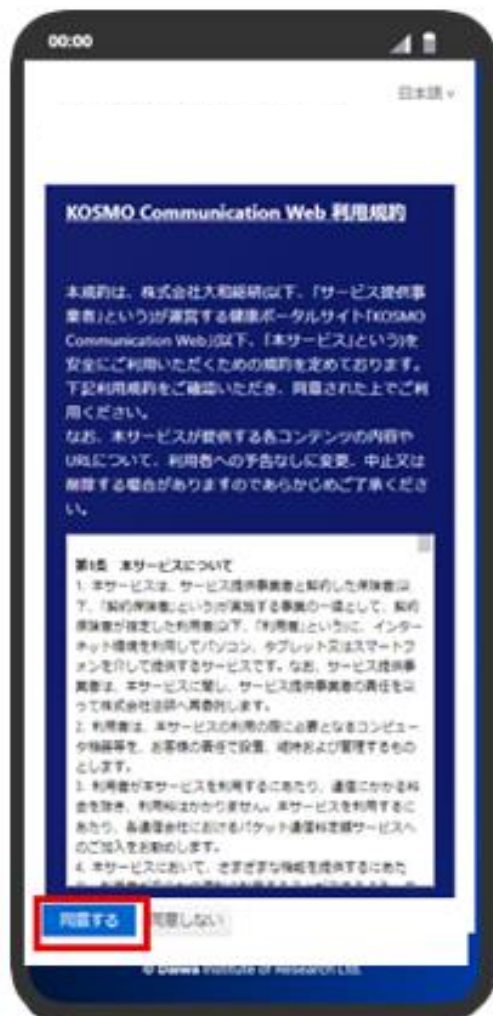 00:00
日本語
KOSMO Communication Web 利用規約
本規約は、株式会社大和総研(以下、「サービス提供事
業者」という)が運営する健康ポータルサイト「KOSMO
Communication Web」(以下、「本サービス」という)を
安全にご利用いただくための規約を定めております。
下記利用規約をご確認いただき、同意された上でご利
用ください。
なお、本サービスが提供する各コンテンツの内容や
URLについて、利用者への予告なしに変更、中止又は
削除する場合がありますのであらかじめご了承くださ
い。
第1条 本サービスについて
1. 本サービスは、サービス提供事業者と契約した保険者(以
下、「契約保険者」という)が実施する事業の一環として、契約
保険者が指定した利用者(以下、「利用者」という)に、インター
ネット環境を利用してパソコン、タブレット又はスマートフ
ォンを介して提供するサービスです。なお、サービス提供事
業者は、本サービスに関し、サービス提供事業者の責任をも
って株式会社法研へ再委託します。
2. 利用者は、本サービスの利用の際に必要となるコンピュー
タ機器等を、お客様の責任で設置、維持および管理するもの
とします。
3. 利用者が本サービスを利用するにあたり、通信にかかる料
金を除き、利用料はかかりません。本サービスを利用するに
あたり、各通信会社におけるパケット通信料定額サービスへ
のご加入をお勧めします。
4. 本サービスにおいて、さまざまな機能を提供するにあた
同意する 同意しない
© Daiwa Institute of Research Ltd.